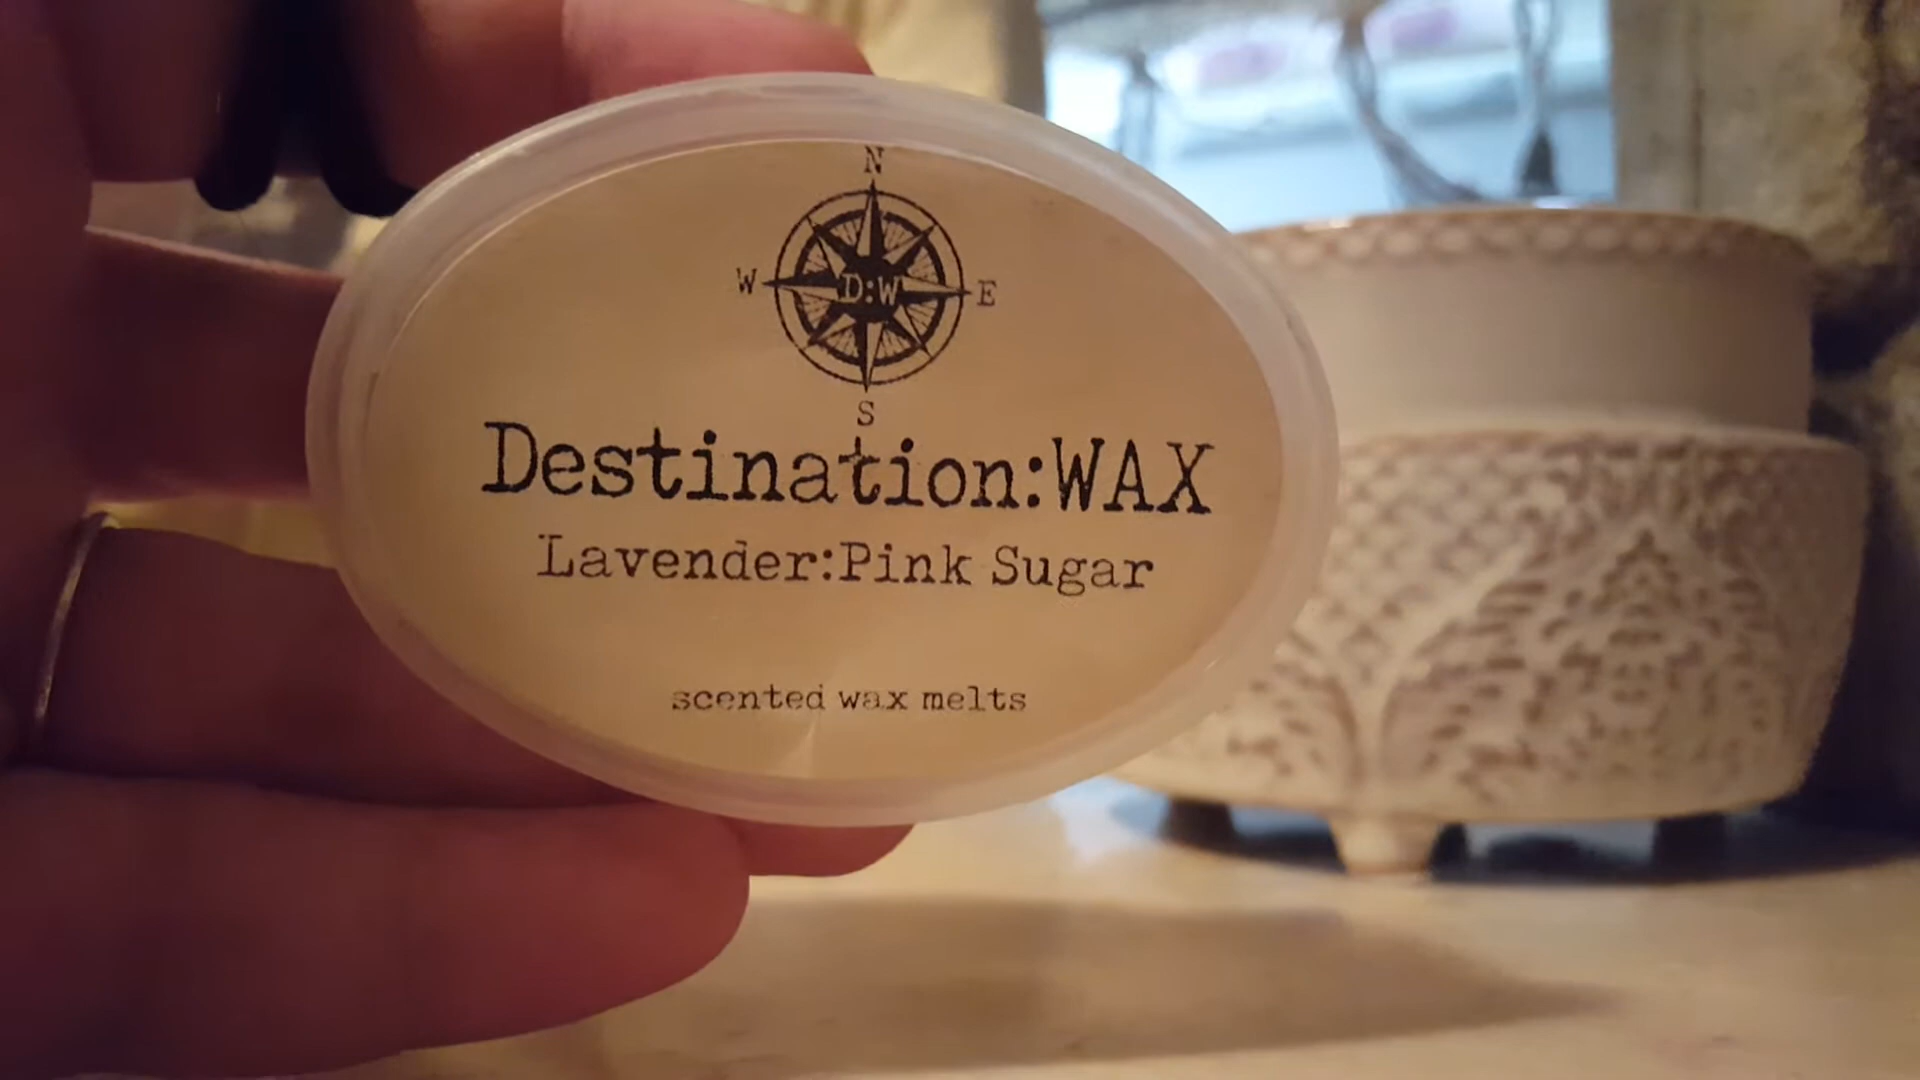 N
W D:W E
S
Destination:WAX
Lavender:Pink Sugar
scented wax melts